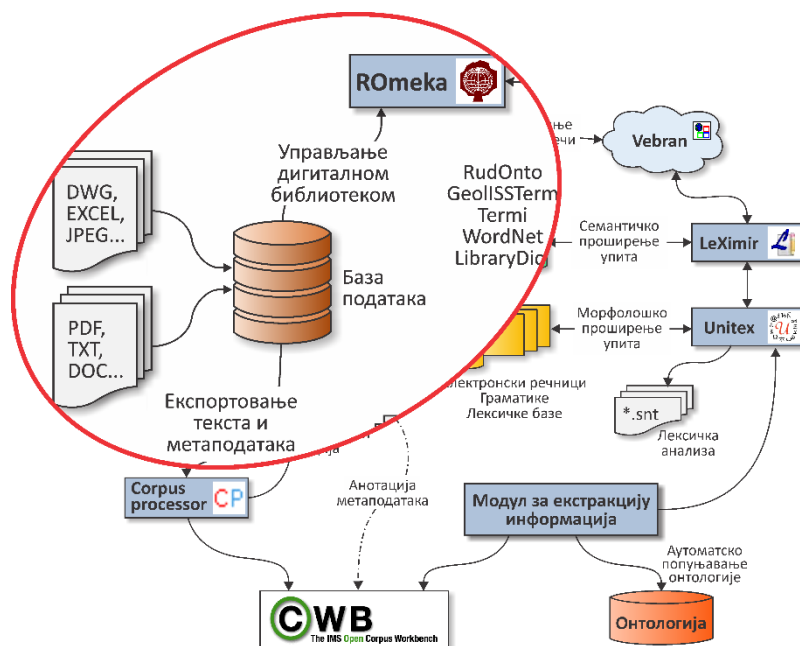 ROmeka
Управљање
дигиталном
библиотеком
DWG,
EXCEL,
JPEG...
База
података
PDF,
TXT,
DOC...
Експортовање
текста и
метаподатака
RudOnto
GeolISSTerm
Termi
WordNet
LibraryDic
Vebran
Семантичко
проширење
упита
LeXimir
Морфолошко
проширење
упита
Unitex
лектронски речници
Граматике
Лексичке базе
*.snt
Лексичка
анализа
Corpus
processor
CP
Анотација
метаподатака
Модул за екстракцију
информација
Аутоматско
попуњавање
онтологије
Онтологија
CWB
The IMS Open Corpus Workbench